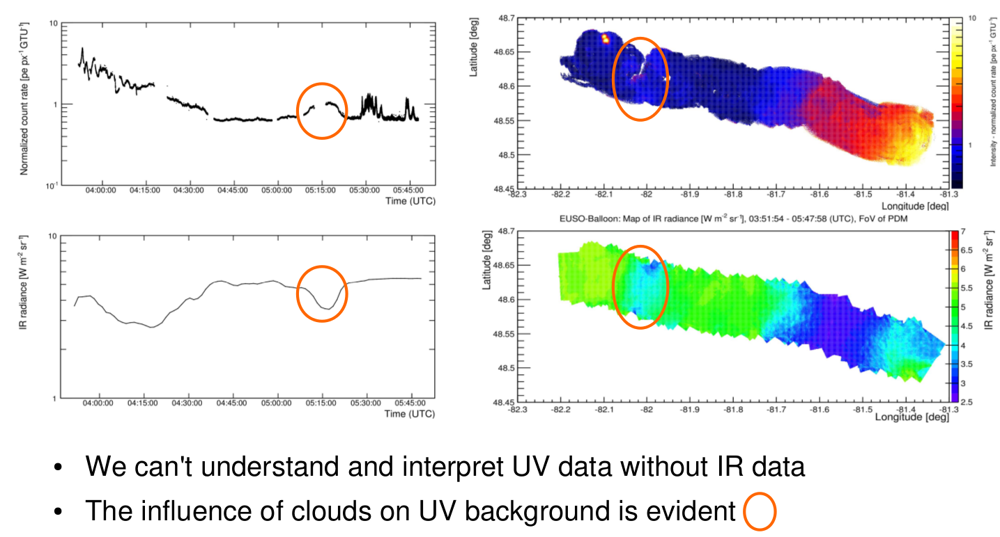 10
1
10-1
Normalized count rate [pe px-1 GTU-1]
04:00:00 04:15:00 04:30:00 04:45:00 05:00:00 05:15:00 05:30:00 05:45:00
Time (UTC)
48.7
48.65
48.6
48.55
48.5
48.45
Latitude [deg]
-82.3 -82.2 -82.1 -82 -81.9 -81.8 -81.7 -81.6 -81.5 -81.4 -81.3
Longitude [deg]
10
1
Intensity - normalized count rate [pe px-1 GTU-1]
10
1
IR radiance [W m-2 sr-1]
04:00:00 04:15:00 04:30:00 04:45:00 05:00:00 05:15:00 05:30:00 05:45:00
Time (UTC)
EUSO-Balloon: Map of IR radiance [W m-2 sr-1], 03:51:54 - 05:47:58 (UTC), FoV of PDM
48.7
48.65
48.6
48.55
48.5
48.45
Latitude [deg]
-82.3 -82.2 -82.1 -82 -81.9 -81.8 -81.7 -81.6 -81.5 -81.4 -81.3
Longitude [deg]
7
6.5
6
5.5
5
4.5
4
3.5
3
2.5
IR radiance [W m-2 sr-1]
• We can't understand and interpret UV data without IR data
• The influence of clouds on UV background is evident